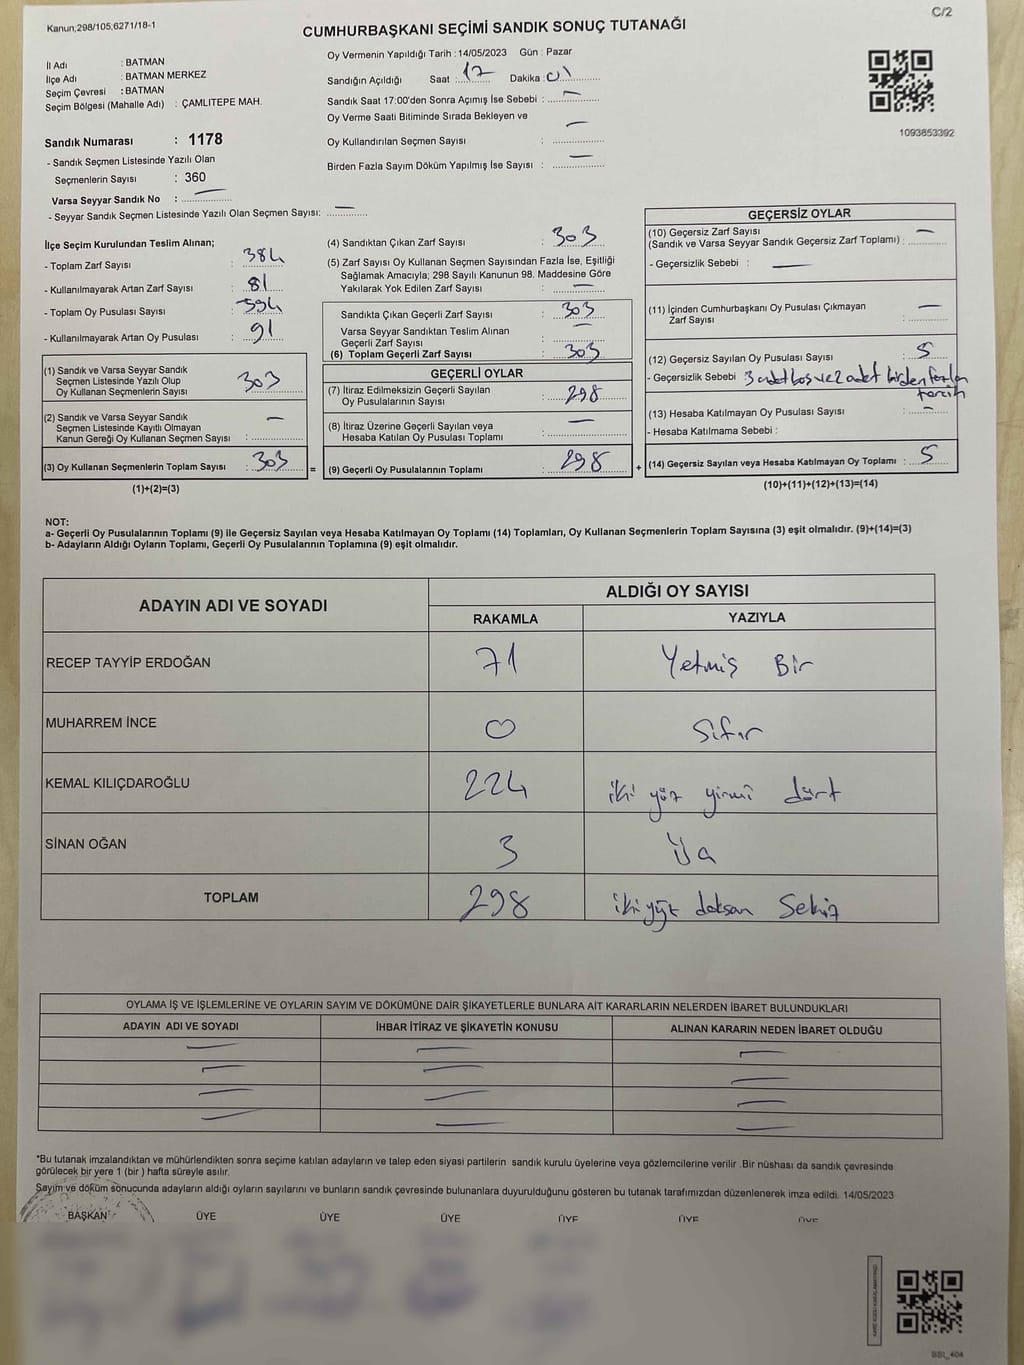 Kanun;298/105;6271/18-1
C/2
CUMHURBAŞKANI SEÇİMİ SANDIK SONUÇ TUTANAĞI
İl Adı : BATMAN
İlçe Adı : BATMAN MERKEZ
Seçim Çevresi : BATMAN
Seçim Bölgesi (Mahalle Adı) : ÇAMLITEPE MAH.
Sandık Numarası : 1178
- Sandık Seçmen Listesinde Yazılı Olan
Seçmenlerin Sayısı : 360
Varsa Seyyar Sandık No : —
- Seyyar Sandık Seçmen Listesinde Yazılı Olan Seçmen Sayısı: —
Oy Vermenin Yapıldığı Tarih : 14/05/2023 Gün : Pazar
Sandığın Açıldığı Saat : 17 Dakika : 01
Sandık Saat 17:00'den Sonra Açımış İse Sebebi : —
Oy Verme Saati Bitiminde Sırada Bekleyen ve
Oy Kullandırılan Seçmen Sayısı : —
Birden Fazla Sayım Döküm Yapılmış İse Sayısı : —
1093853392
İlçe Seçim Kurulundan Teslim Alınan;
- Toplam Zarf Sayısı : 384
- Kullanılmayarak Artan Zarf Sayısı : 81
- Toplam Oy Pusulası Sayısı : 394
- Kullanılmayarak Artan Oy Pusulası : 91
(1) Sandık ve Varsa Seyyar Sandık
Seçmen Listesinde Yazılı Olup
Oy Kullanan Seçmenlerin Sayısı 303
(2) Sandık ve Varsa Seyyar Sandık
Seçmen Listesinde Kayıtlı Olmayan
Kanun Gereği Oy Kullanan Seçmen Sayısı : —
(3) Oy Kullanan Seçmenlerin Toplam Sayısı : 303
(1)+(2)=(3)
(4) Sandıktan Çıkan Zarf Sayısı : 303
(5) Zarf Sayısı Oy Kullanan Seçmen Sayısından Fazla İse, Eşitliği
Sağlamak Amacıyla; 298 Sayılı Kanunun 98. Maddesine Göre
Yakılarak Yok Edilen Zarf Sayısı : —
Sandıkta Çıkan Geçerli Zarf Sayısı : 303
Varsa Seyyar Sandıktan Teslim Alınan
Geçerli Zarf Sayısı : —
(6) Toplam Geçerli Zarf Sayısı : 303
GEÇERLİ OYLAR
(7) İtiraz Edilmeksizin Geçerli Sayılan
Oy Pusulalarının Sayısı : 298
(8) İtiraz Üzerine Geçerli Sayılan veya
Hesaba Katılan Oy Pusulası Toplamı : —
= (9) Geçerli Oy Pusulalarının Toplamı : 298 +
GEÇERSİZ OYLAR
(10) Geçersiz Zarf Sayısı
(Sandık ve Varsa Seyyar Sandık Geçersiz Zarf Toplamı) : —
- Geçersizlik Sebebi : —
(11) İçinden Cumhurbaşkanı Oy Pusulası Çıkmayan
Zarf Sayısı : —
(12) Geçersiz Sayılan Oy Pusulası Sayısı : 5
- Geçersizlik Sebebi 3 adet boş ve 2 adet birden fazla
tercih
(13) Hesaba Katılmayan Oy Pusulası Sayısı : —
- Hesaba Katılmama Sebebi :
(14) Geçersiz Sayılan veya Hesaba Katılmayan Oy Toplamı : 5
(10)+(11)+(12)+(13)=(14)
NOT:
a- Geçerli Oy Pusulalarının Toplamı (9) ile Geçersiz Sayılan veya Hesaba Katılmayan Oy Toplamı (14) Toplamları, Oy Kullanan Seçmenlerin Toplam Sayısına (3) eşit olmalıdır. (9)+(14)=(3)
b- Adayların Aldığı Oyların Toplamı, Geçerli Oy Pusulalarının Toplamına (9) eşit olmalıdır.
ADAYIN ADI VE SOYADI
ALDIĞI OY SAYISI
RAKAMLA YAZIYLA
RECEP TAYYİP ERDOĞAN 71 Yetmiş Bir
MUHARREM İNCE 0 Sıfır
KEMAL KILIÇDAROĞLU 224 iki yüz yirmi dört
SİNAN OĞAN 3 Üç
TOPLAM 298 iki yüz doksan Sekiz
OYLAMA İŞ VE İŞLEMLERİNE VE OYLARIN SAYIM VE DÖKÜMÜNE DAİR ŞİKAYETLERLE BUNLARA AİT KARARLARIN NELERDEN İBARET BULUNDUKLARI
ADAYIN ADI VE SOYADI İHBAR İTİRAZ VE ŞİKAYETİN KONUSU ALINAN KARARIN NEDEN İBARET OLDUĞU
— — —
— — —
— — —
— — —
*Bu tutanak imzalandıktan ve mühürlendikten sonra seçime katılan adayların ve talep eden siyasi partilerin sandık kurulu üyelerine veya gözlemcilerine verilir .Bir nüshası da sandık çevresinde
görülecek bir yere 1 (bir ) hafta süreyle asılır.
Sayım ve döküm sonucunda adayların aldığı oyların sayılarını ve bunların sandık çevresinde bulunanlara duyurulduğunu gösteren bu tutanak tarafımızdan düzenlenerek imza edildi. 14/05/2023
BAŞKAN ÜYE ÜYE ÜYE ÜYE ÜYE ÜYE
BSI_404